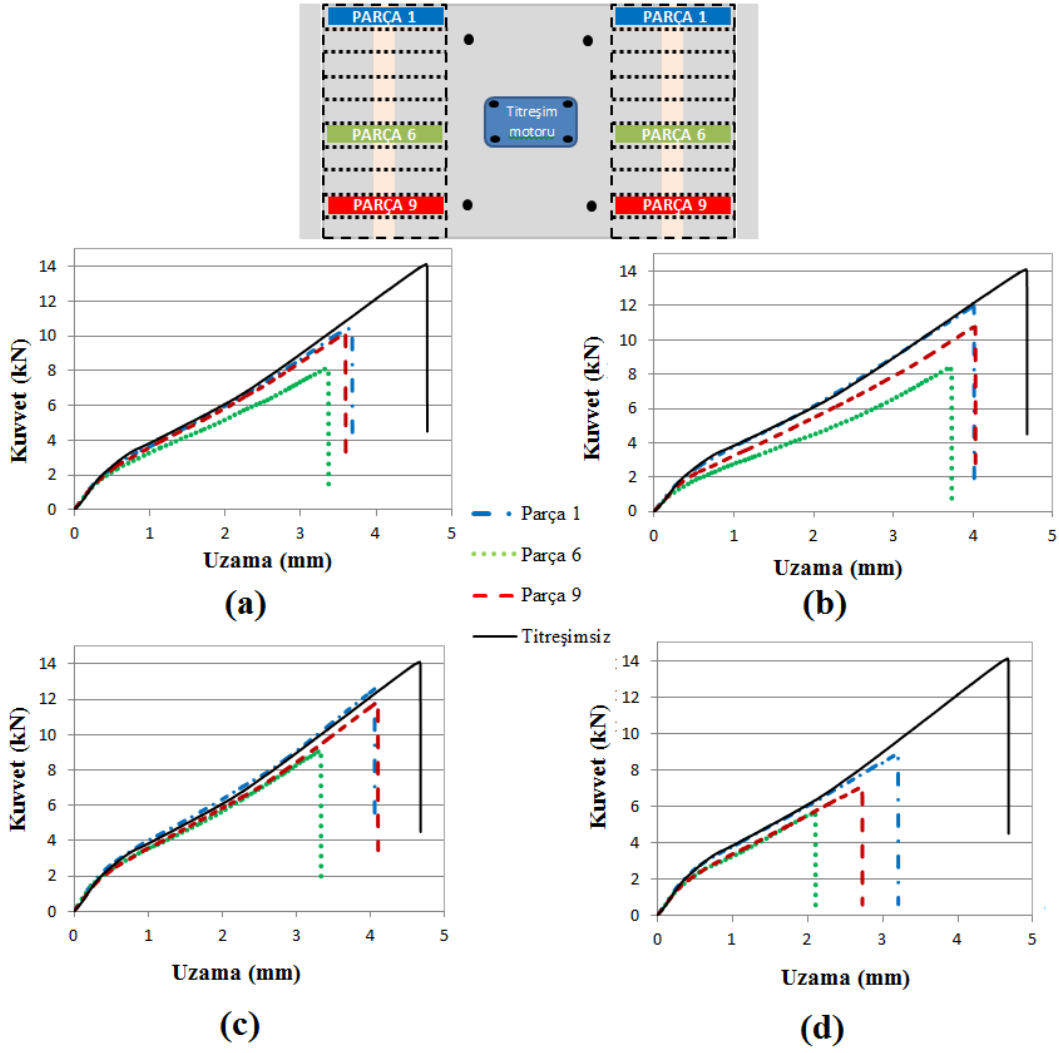 PARÇA 1 PARÇA 1
Titreşim
motoru
PARÇA 6 PARÇA 6
PARÇA 9 PARÇA 9
14
12
10
8
6
4
2
0
0 1 2 3 4 5
Kuvvet (kN)
Uzama (mm)
(a)
14
12
10
8
6
4
2
0
0 1 2 3 4 5
Kuvvet (kN)
Uzama (mm)
(b)
Parça 1
Parça 6
Parça 9
Titreşimsiz
14
12
10
8
6
4
2
0
0 1 2 3 4 5
Kuvvet (kN)
Uzama (mm)
(c)
14
12
10
8
6
4
2
0
0 1 2 3 4 5
Kuvvet (kN)
Uzama (mm)
(d)